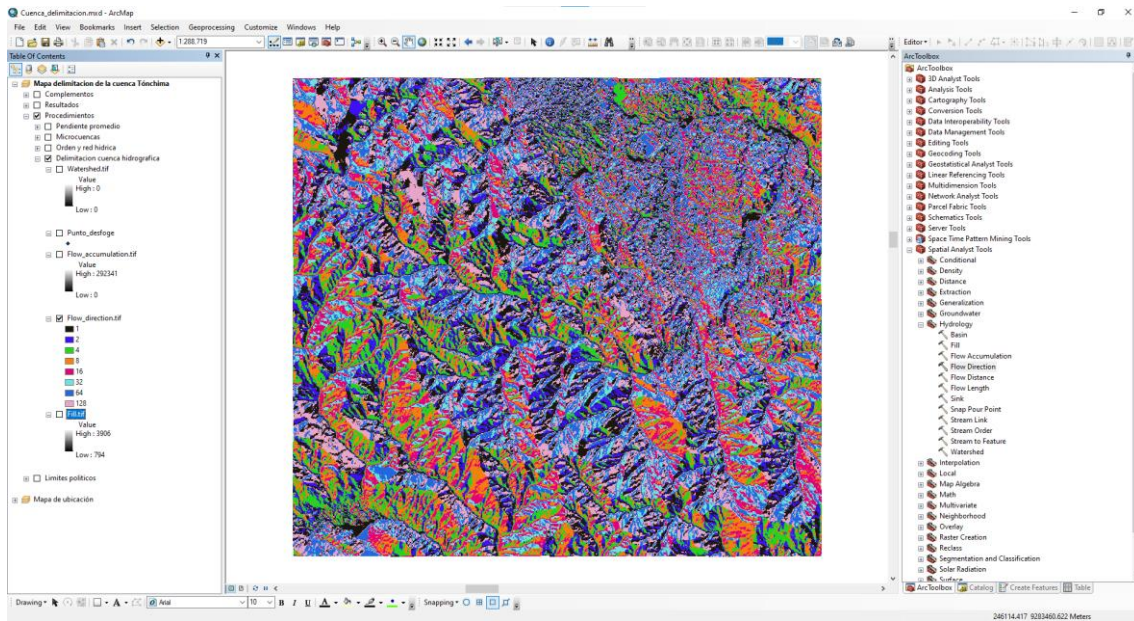 Cuenca_delimitacion.mxd - ArcMap
File Edit View Bookmarks Insert Selection Geoprocessing Customize Windows Help
1:288.719
Editor
Table Of Contents
Mapa delimitacion de la cuenca Tónchima
Complementos
Resultados
Procedimientos
Pendiente promedio
Microcuencas
Orden y red hidrica
Delimitacion cuenca hidrografica
Watershed.tif
Value
High : 0
Low : 0
Punto_desfoge
Flow_accumulation.tif
Value
High : 292341
Low : 0
Flow_direction.tif
1
2
4
8
16
32
64
128
Fill.tif
Value
High : 3906
Low : 794
Limites politicos
Mapa de ubicación
ArcToolbox
ArcToolbox
3D Analyst Tools
Analysis Tools
Cartography Tools
Conversion Tools
Data Interoperability Tools
Data Management Tools
Editing Tools
Geocoding Tools
Geostatistical Analyst Tools
Linear Referencing Tools
Multidimension Tools
Network Analyst Tools
Parcel Fabric Tools
Schematics Tools
Server Tools
Space Time Pattern Mining Tools
Spatial Analyst Tools
Conditional
Density
Distance
Extraction
Generalization
Groundwater
Hydrology
Basin
Fill
Flow Accumulation
Flow Direction
Flow Distance
Flow Length
Sink
Snap Pour Point
Stream Link
Stream Order
Stream to Feature
Watershed
Interpolation
Local
Map Algebra
Math
Multivariate
Neighborhood
Overlay
Raster Creation
Reclass
Segmentation and Classification
Solar Radiation
Surface
ArcToolbox Catalog Create Features Table
Drawing A Arial 10 B I U A Snapping
246114.417 9283460.622 Meters